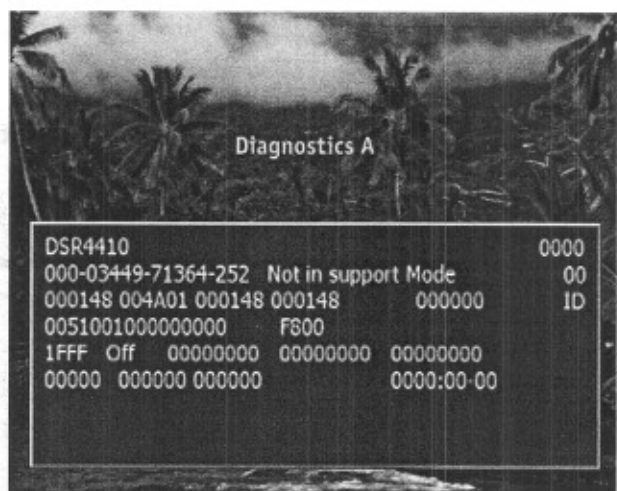 Diagnostics A
DSR4410 0000
000-03449-71364-252 Not in support Mode 00
000148 004A01 000148 000148 000000 ID
0051001000000000 F800
1FFF Off 00000000 00000000 00000000
00000 000000 000000 0000:00-00